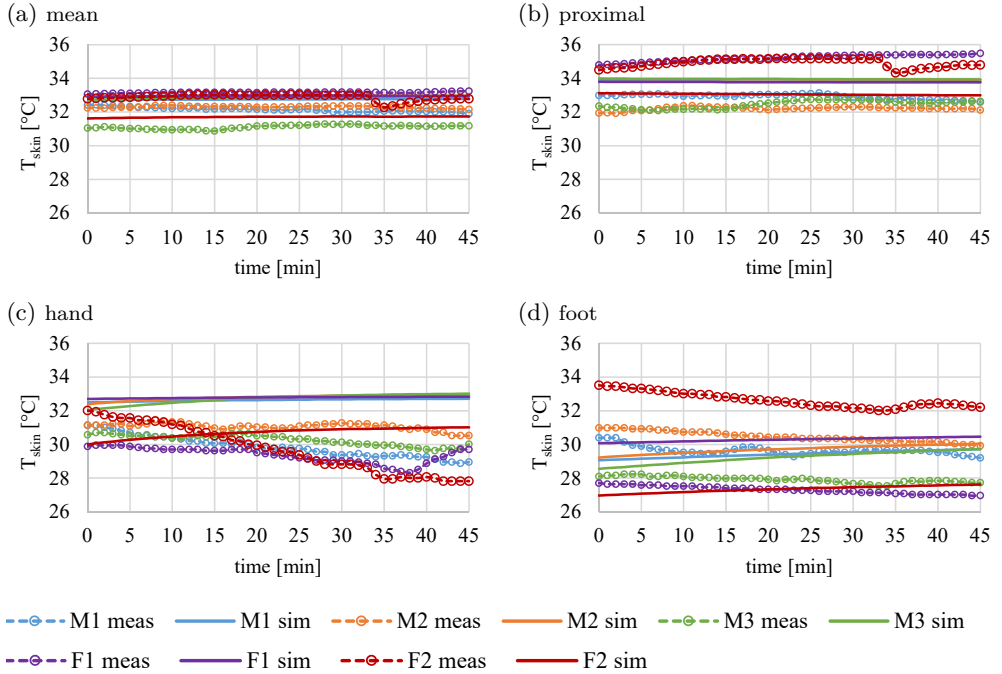 (a) mean
36
34
32
30
28
26
T_skin [°C]
0 5 10 15 20 25 30 35 40 45
time [min]
(b) proximal
36
34
32
30
28
26
T_skin [°C]
0 5 10 15 20 25 30 35 40 45
time [min]
(c) hand
36
34
32
30
28
26
T_skin [°C]
0 5 10 15 20 25 30 35 40 45
time [min]
(d) foot
36
34
32
30
28
26
T_skin [°C]
0 5 10 15 20 25 30 35 40 45
time [min]
M1 meas M1 sim M2 meas M2 sim M3 meas M3 sim
F1 meas F1 sim F2 meas F2 sim